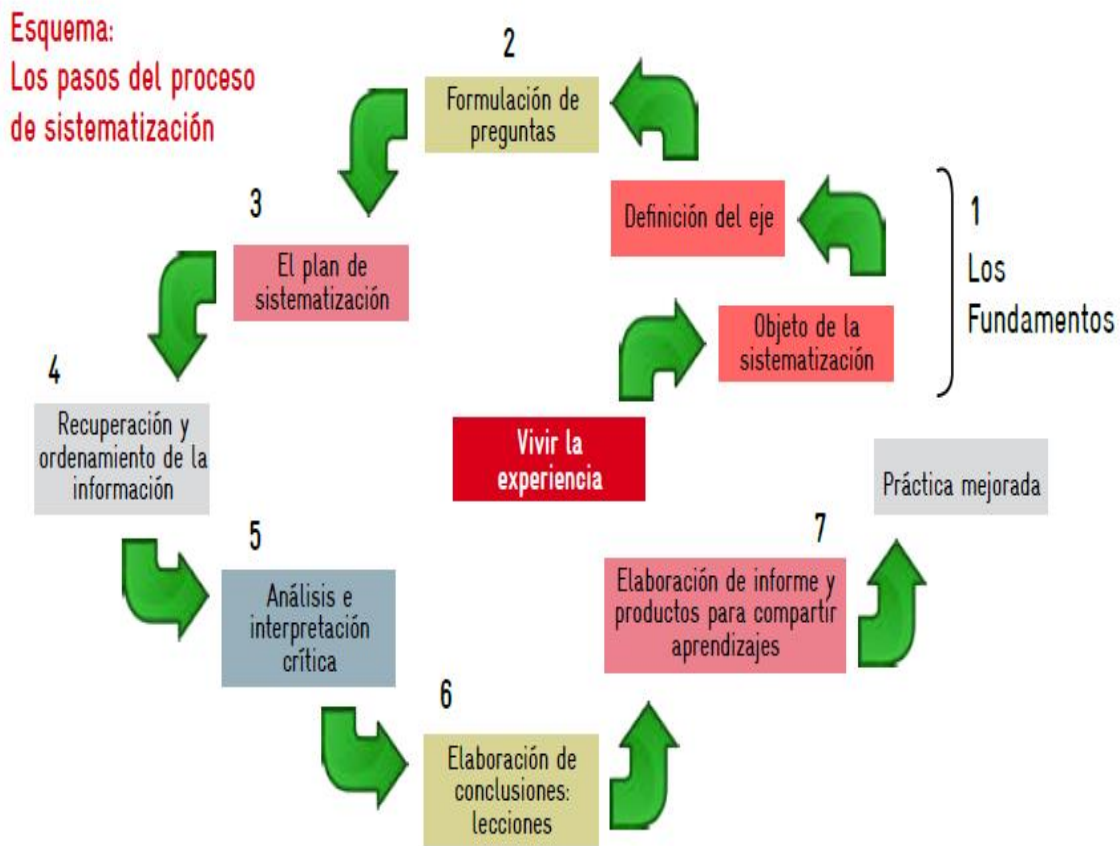 Esquema:
Los pasos del proceso
de sistematización
2
Formulación de
preguntas
3
El plan de
sistematización
Definición del eje
1
Los
Fundamentos
Objeto de la
sistematización
4
Recuperación y
ordenamiento de la
información
Vivir la
experiencia
Práctica mejorada
5
Análisis e
interpretación
crítica
7
Elaboración de informe y
productos para compartir
aprendizajes
6
Elaboración de
conclusiones:
lecciones